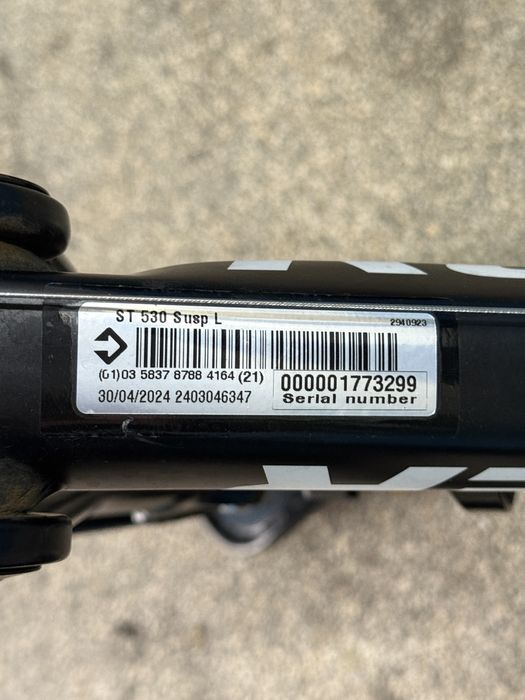 ST 530 Susp L
2940923
(01)03 5837 8788 4164 (21)
30/04/2024 2403046347
000001773299
Serial number